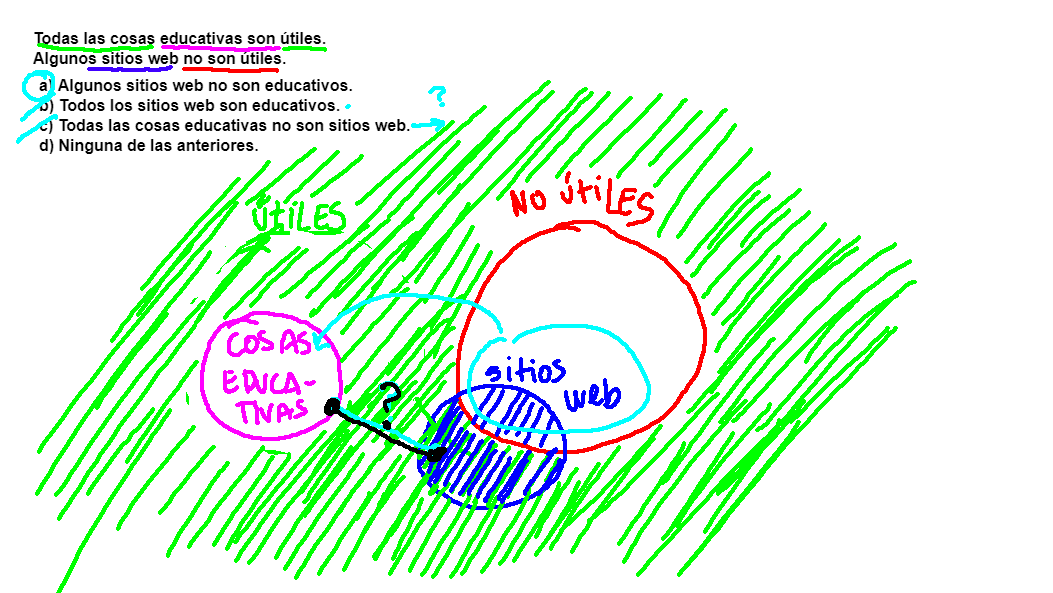 Todas las cosas educativas son útiles.
Algunos sitios web no son útiles.
a) Algunos sitios web no son educativos.
b) Todos los sitios web son educativos.
?
c) Todas las cosas educativas no son sitios web.
d) Ninguna de las anteriores.
NO ÚtiLES
ÚtiLES
COSAS
EDUCA-
TIVAS
sitios
web
?